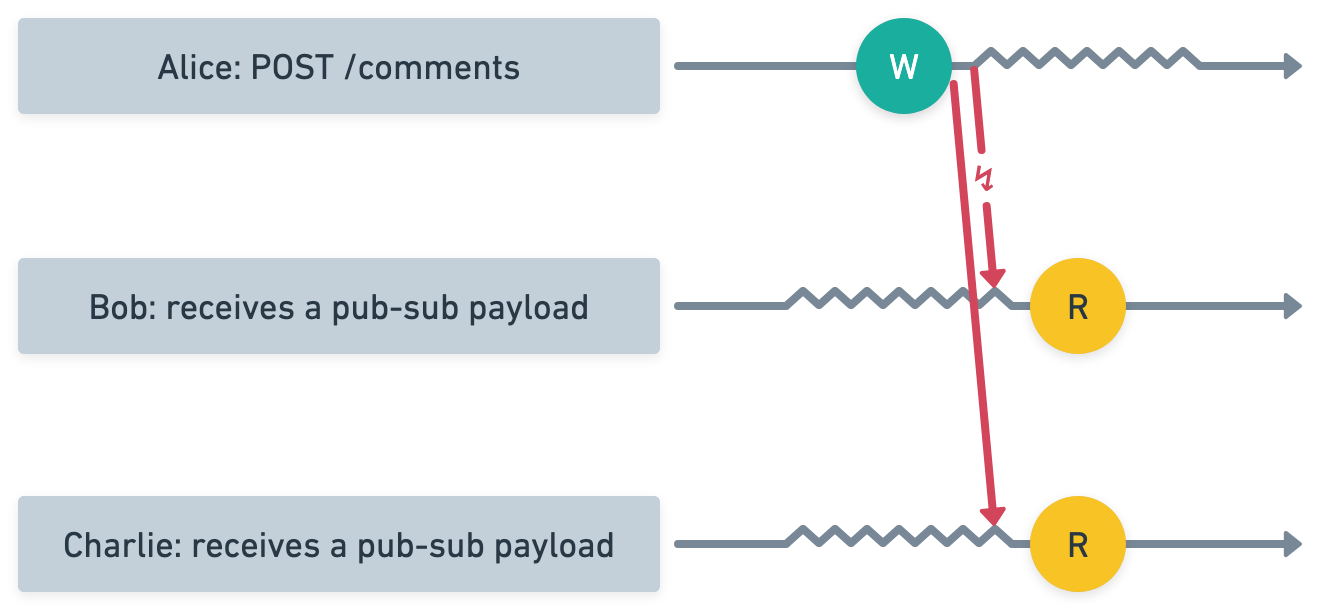 Alice: POST /comments
W
↯
Bob: receives a pub-sub payload
R
Charlie: receives a pub-sub payload
R